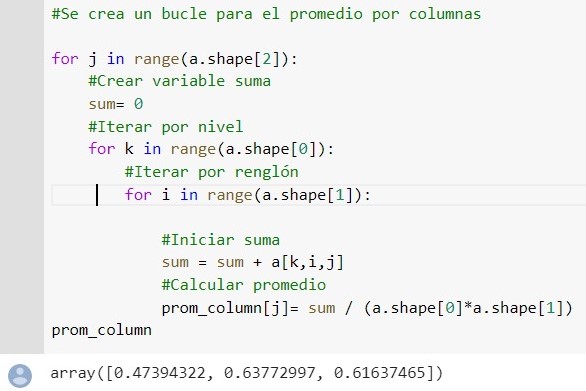 #Se crea un bucle para el promedio por columnas
for j in range(a.shape[2]):
#Crear variable suma
sum= 0
#Iterar por nivel
for k in range(a.shape[0]):
#Iterar por renglón
for i in range(a.shape[1]):
#Iniciar suma
sum = sum + a[k,i,j]
#Calcular promedio
prom_column[j]= sum / (a.shape[0]*a.shape[1])
prom_column
array([0.47394322, 0.63772997, 0.61637465])